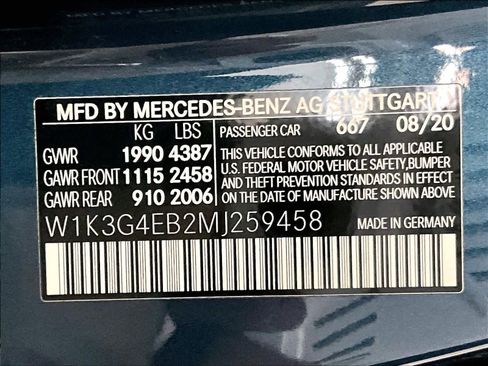 MFD BY MERCEDES-BENZ AG STUTTGART
KG LBS PASSENGER CAR 667 08/20
GWR 1990 4387
GAWR FRONT 1115 2458
GAWR REAR 910 2006
THIS VEHICLE CONFORMS TO ALL APPLICABLE
U.S. FEDERAL MOTOR VEHICLE SAFETY, BUMPER
AND THEFT PREVENTION STANDARDS IN EFFECT
ON THE DATE OF MANUFACTURE SHOWN ABOVE
W1K3G4EB2MJ259458 MADE IN GERMANY